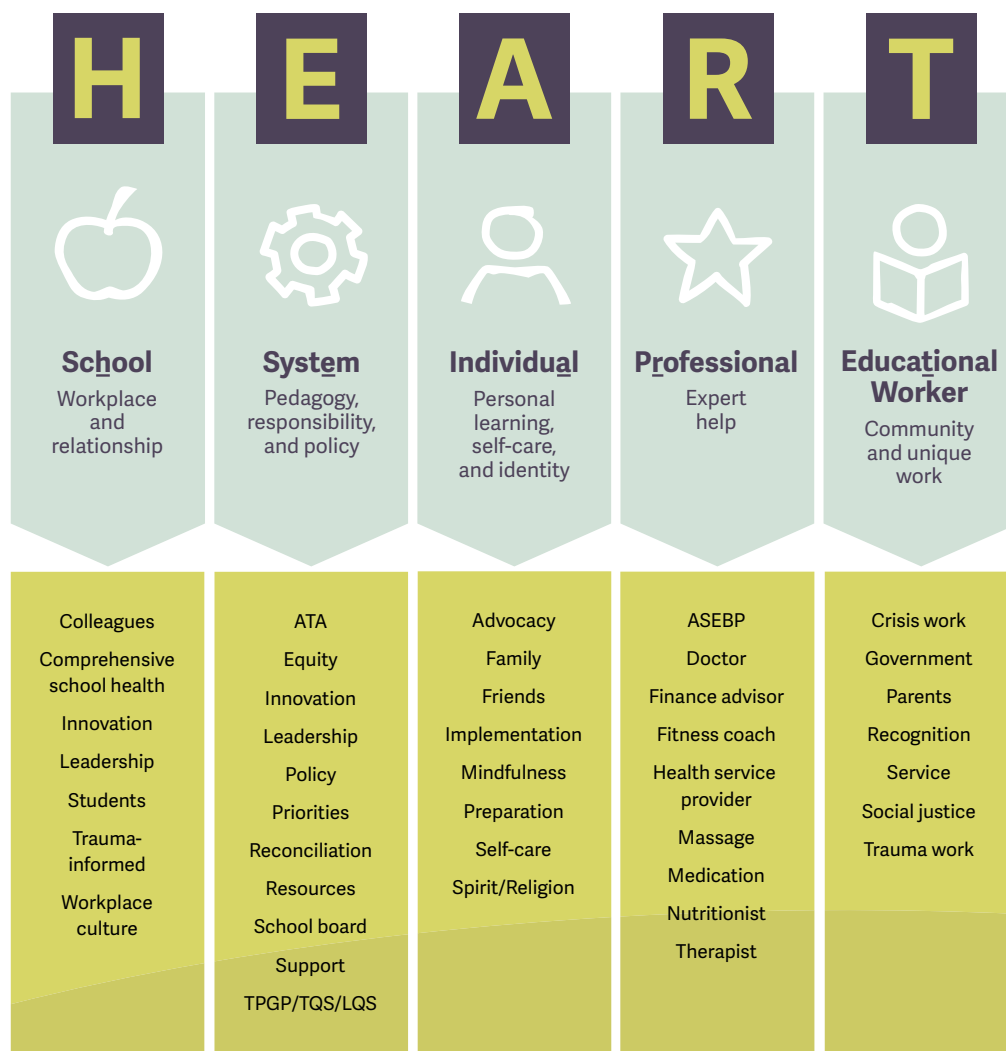 H
School
Workplace
and
relationship
Colleagues
Comprehensive
school health
Innovation
Leadership
Students
Trauma-
informed
Workplace
culture
E
System
Pedagogy,
responsibility,
and policy
ATA
Equity
Innovation
Leadership
Policy
Priorities
Reconciliation
Resources
School board
Support
TPGP/TQS/LQS
A
Individual
Personal
learning,
self-care,
and identity
Advocacy
Family
Friends
Implementation
Mindfulness
Preparation
Self-care
Spirit/Religion
R
Professional
Expert
help
ASEBP
Doctor
Finance advisor
Fitness coach
Health service
provider
Massage
Medication
Nutritionist
Therapist
T
Educational
Worker
Community
and unique
work
Crisis work
Government
Parents
Recognition
Service
Social justice
Trauma work